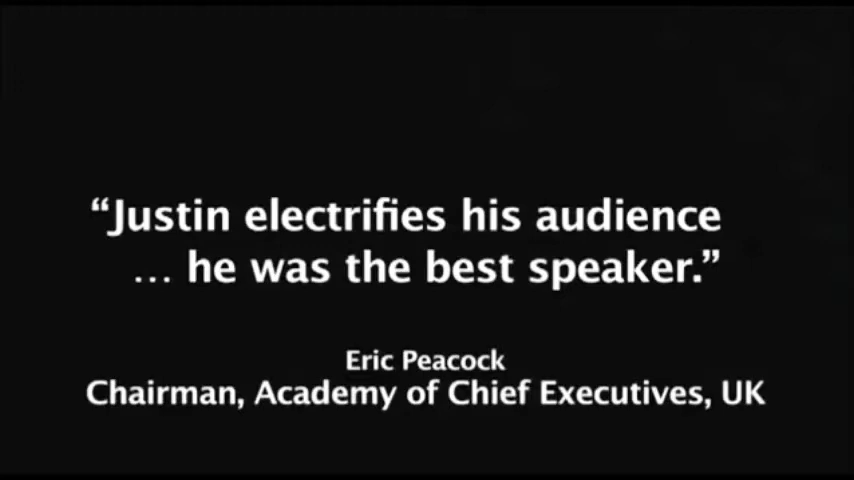 “Justin electrifies his audience
… he was the best speaker.”
Eric Peacock
Chairman, Academy of Chief Executives, UK